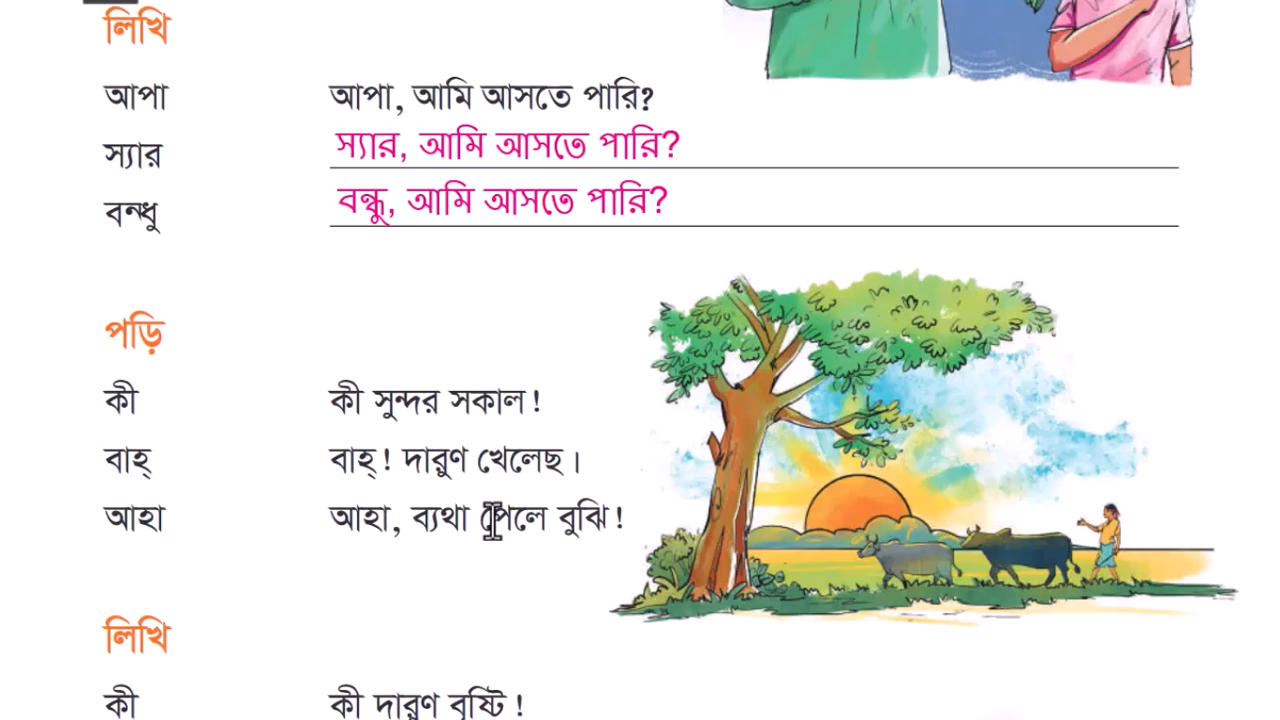 লিখি
আপা আপা, আমি আসতে পারি?
স্যার স্যার, আমি আসতে পারি?
বন্ধু বন্ধু, আমি আসতে পারি?
পড়ি
কী কী সুন্দর সকাল!
বাহ্ বাহ্! দারুণ খেলেছ।
আহা আহা, ব্যথা পেলে বুঝি!
লিখি
কী কী দারুণ বৃষ্টি!